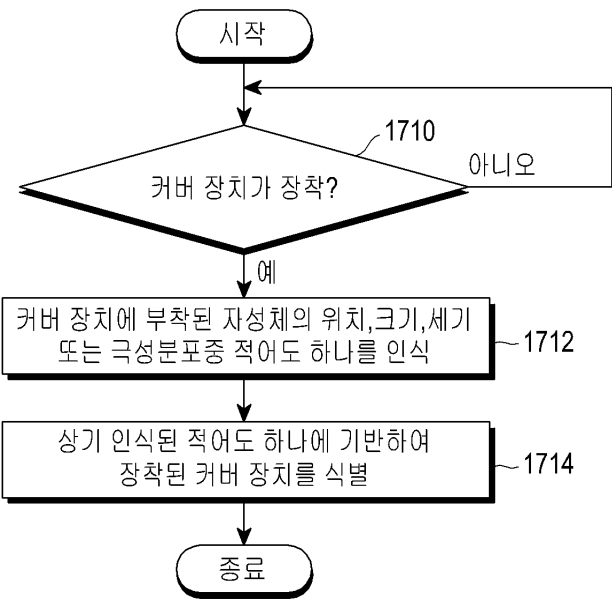 시작
1710
커버 장치가 장착?
아니오
예
커버 장치에 부착된 자성체의 위치,크기,세기
또는 극성분포중 적어도 하나를 인식
1712
상기 인식된 적어도 하나에 기반하여
장착된 커버 장치를 식별
1714
종료